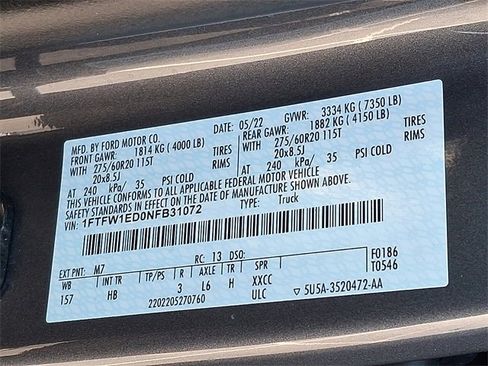 MFD. BY FORD MOTOR CO.
DATE: 05/22 GVWR: 3334 KG ( 7350 LB)
FRONT GAWR: 1814 KG ( 4000 LB) REAR GAWR: 1882 KG ( 4150 LB)
WITH 275/60R20 115T TIRES WITH 275/60R20 115T TIRES
20x8.5J RIMS 20x8.5J RIMS
AT 240 kPa/ 35 PSI COLD AT 240 kPa/ 35 PSI COLD
THIS VEHICLE CONFORMS TO ALL APPLICABLE FEDERAL MOTOR VEHICLE
SAFETY STANDARDS IN EFFECT ON THE DATE OF MANUFACTURE SHOWN ABOVE.
VIN: 1FTFW1ED0NFB31072 TYPE: Truck
EXT PNT: M7 RC: 13 DSO: F0186
WB INT TR TP/PS R AXLE TR SPR T0546
157 HB 3 L6 H XXCC
2202205270760 ULC ▽ 5U5A-3520472-AA